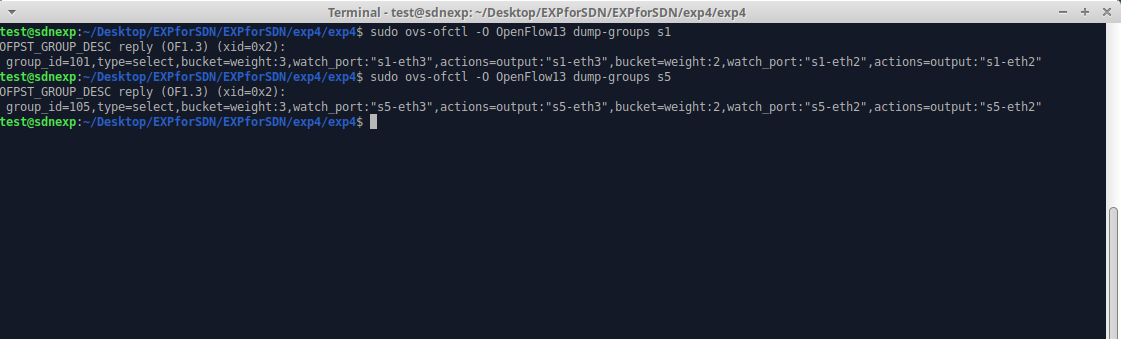 Terminal - test@sdnexp: ~/Desktop/EXPforSDN/EXPforSDN/exp4/exp4
test@sdnexp:~/Desktop/EXPforSDN/EXPforSDN/exp4/exp4$ sudo ovs-ofctl -O OpenFlow13 dump-groups s1
OFPST_GROUP_DESC reply (OF1.3) (xid=0x2):
 group_id=101,type=select,bucket=weight:3,watch_port:"s1-eth3",actions=output:"s1-eth3",bucket=weight:2,watch_port:"s1-eth2",actions=output:"s1-eth2"
test@sdnexp:~/Desktop/EXPforSDN/EXPforSDN/exp4/exp4$ sudo ovs-ofctl -O OpenFlow13 dump-groups s5
OFPST_GROUP_DESC reply (OF1.3) (xid=0x2):
 group_id=105,type=select,bucket=weight:3,watch_port:"s5-eth3",actions=output:"s5-eth3",bucket=weight:2,watch_port:"s5-eth2",actions=output:"s5-eth2"
test@sdnexp:~/Desktop/EXPforSDN/EXPforSDN/exp4/exp4$